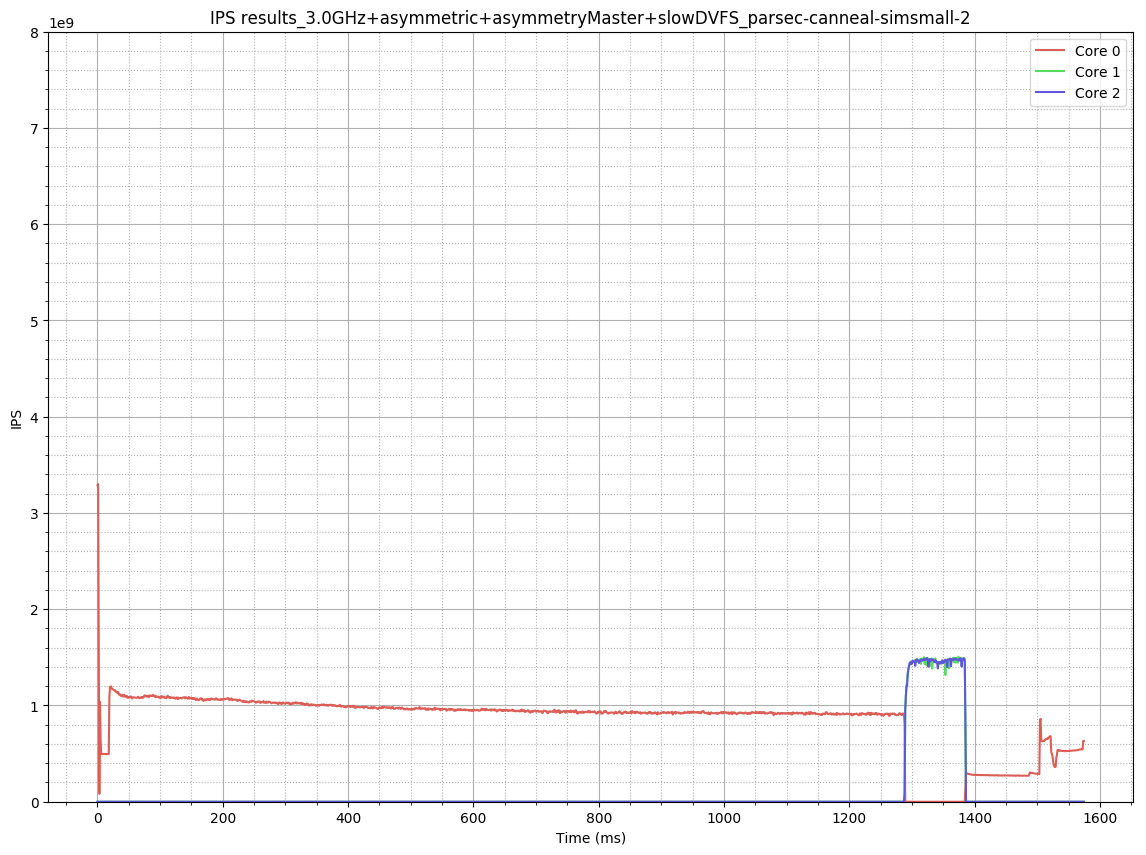 IPS results_3.0GHz+asymmetric+asymmetryMaster+slowDVFS_parsec-canneal-simsmall-2
1e9
8
7
6
5
4
3
2
1
0
IPS
Core 0
Core 1
Core 2
0 200 400 600 800 1000 1200 1400 1600
Time (ms)